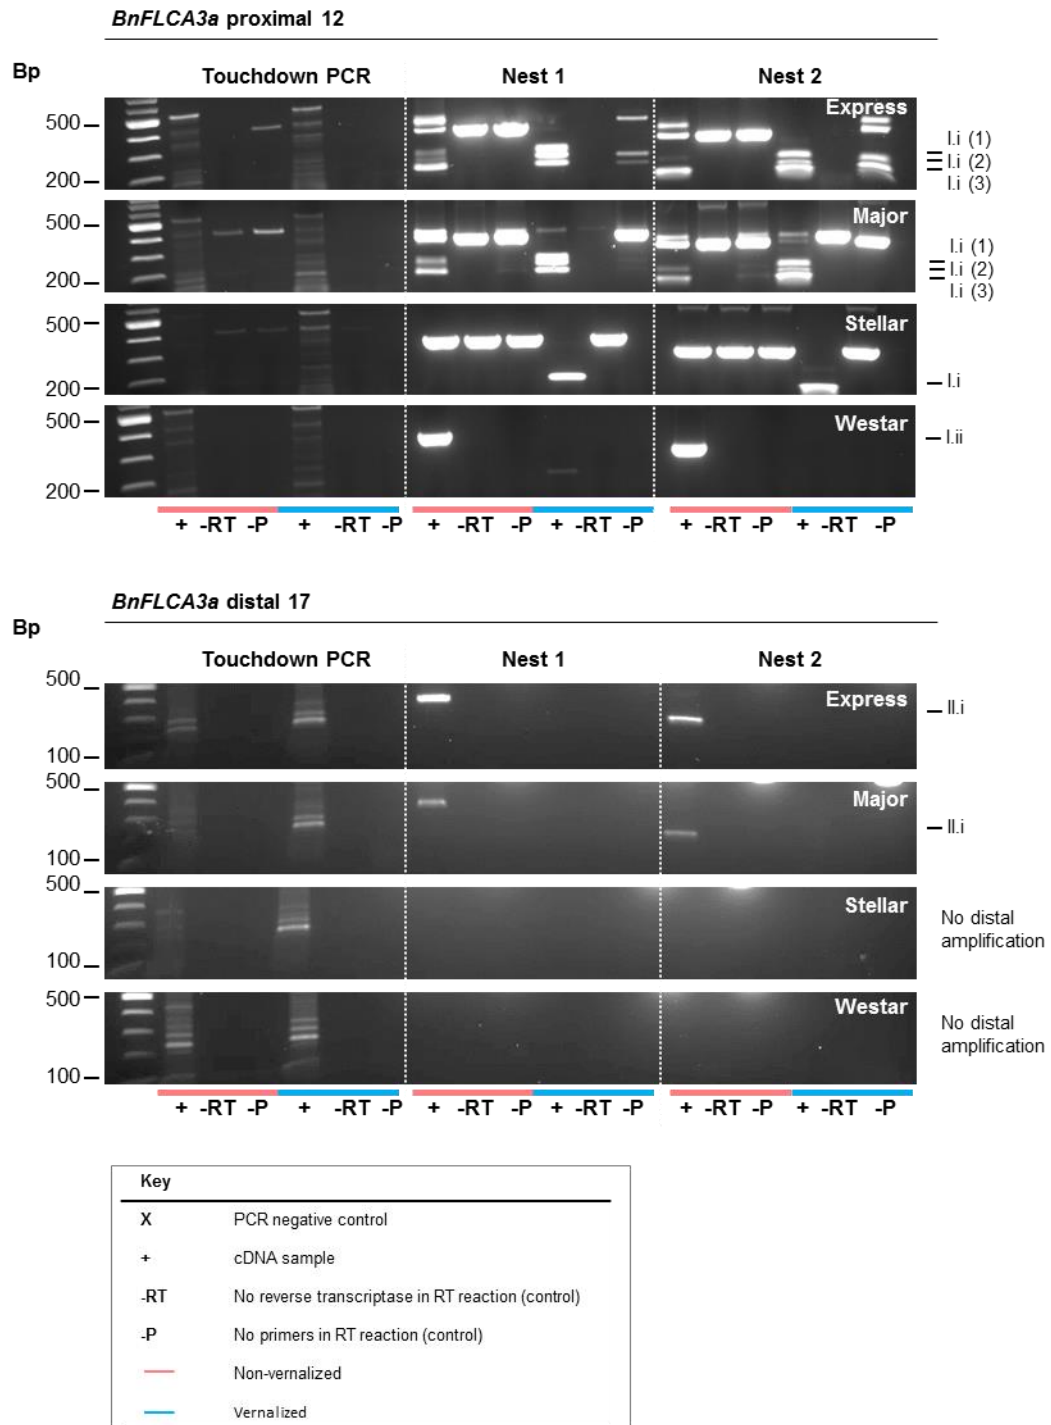 BnFLCA3a proximal 12
Bp
Touchdown PCR Nest 1 Nest 2
500
200
Express
I.i (1)
I.i (2)
I.i (3)
500
200
Major
I.i (1)
I.i (2)
I.i (3)
500
200
Stellar
I.i
500
200
Westar
I.ii
+ -RT -P + -RT -P + -RT -P + -RT -P + -RT -P + -RT -P
BnFLCA3a distal 17
Bp
Touchdown PCR Nest 1 Nest 2
500
100
Express
II.i
500
100
Major
II.i
500
100
Stellar
No distal
amplification
500
100
Westar
No distal
amplification
+ -RT -P + -RT -P + -RT -P + -RT -P + -RT -P + -RT -P
Key
X PCR negative control
+ cDNA sample
-RT No reverse transcriptase in RT reaction (control)
-P No primers in RT reaction (control)
Non-vernalized
Vernalized